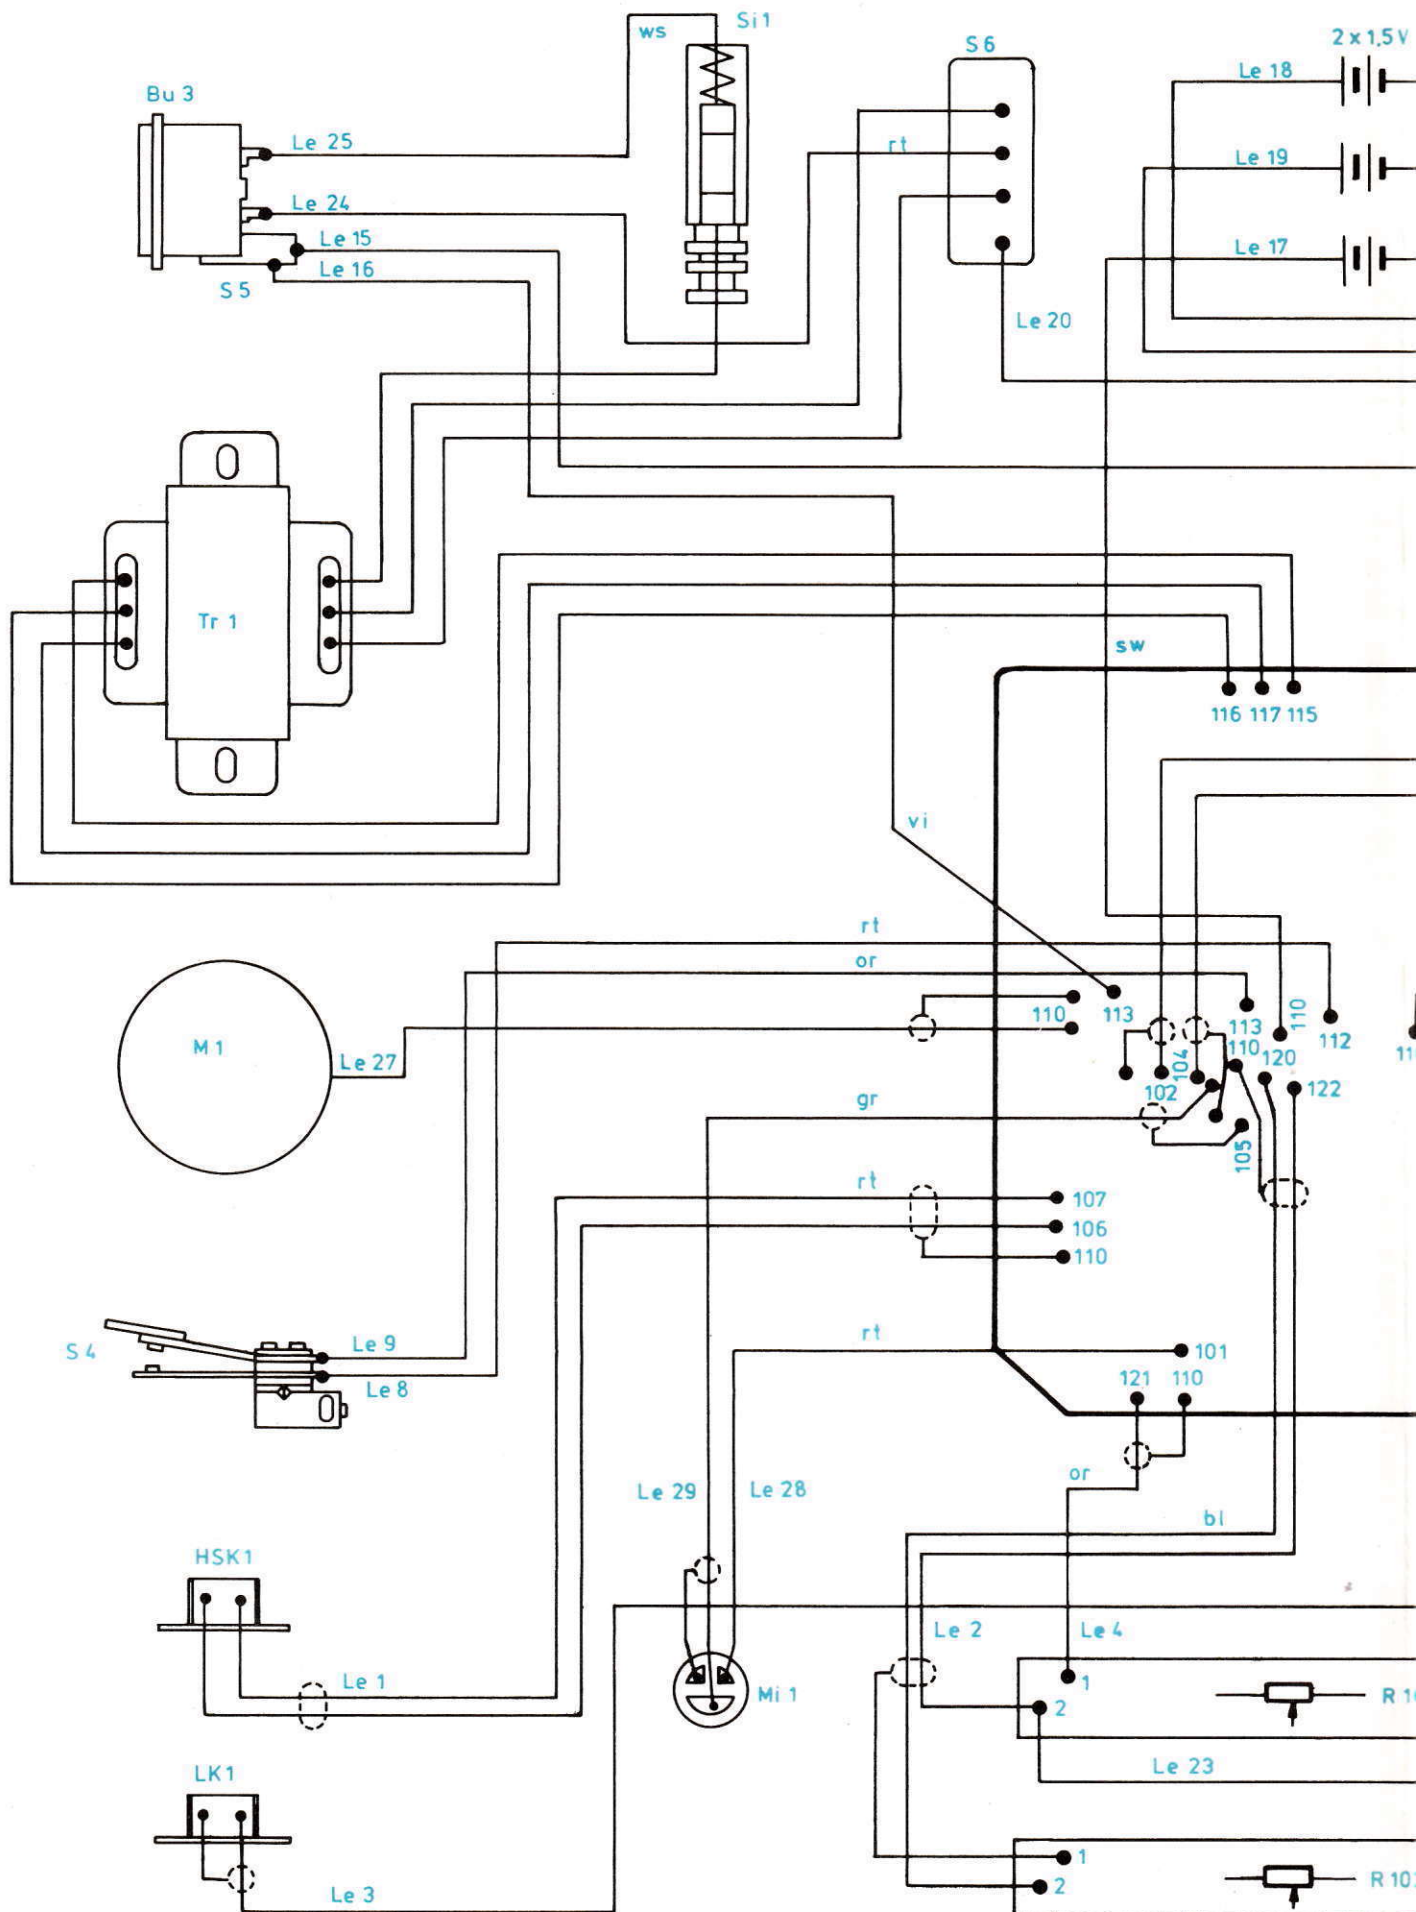 ws
Si 1
S 6
2 x 1,5 V
Le 18
Bu 3
Le 25
rt
Le 19
Le 24
Le 15
Le 17
Le 16
S 5
Le 20
Tr 1
sw
116 117 115
vi
rt
or
110
113
113
110
112
M 1
Le 27
104
110
120
102
122
gr
105
rt
107
106
110
S 4
Le 9
rt
101
Le 8
121
110
or
Le 29
Le 28
bl
HSK1
Le 2
Le 4
Le 1
1
Mi 1
2
Le 23
LK1
1
2
Le 3